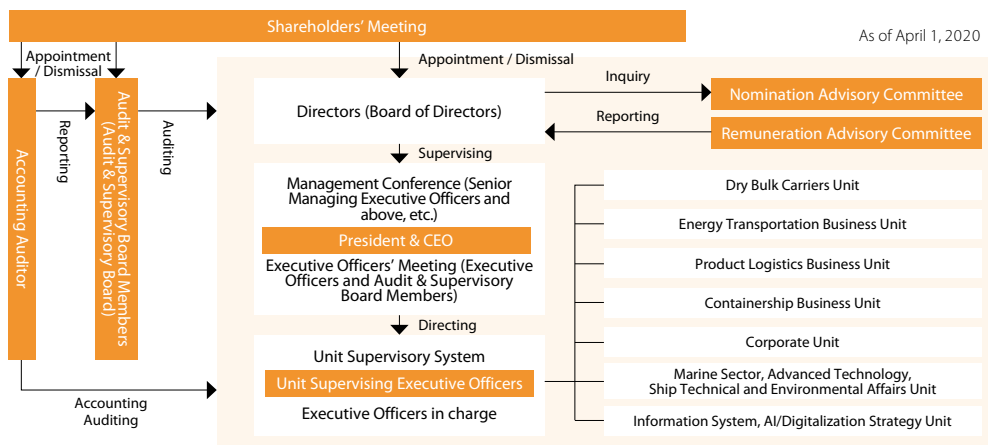 Shareholders’ Meeting
As of April 1, 2020
Appointment
/ Dismissal
Appointment / Dismissal
Accounting Auditor
Reporting
Audit & Supervisory Board Members
(Audit & Supervisory Board)
Auditing
Directors (Board of Directors)
Inquiry
Nomination Advisory Committee
Reporting
Remuneration Advisory Committee
Supervising
Management Conference (Senior
Managing Executive Officers and
above, etc.)
President & CEO
Executive Officers’ Meeting (Executive
Officers and Audit & Supervisory
Board Members)
Directing
Unit Supervisory System
Unit Supervising Executive Officers
Executive Officers in charge
Accounting
Auditing
Dry Bulk Carriers Unit
Energy Transportation Business Unit
Product Logistics Business Unit
Containership Business Unit
Corporate Unit
Marine Sector, Advanced Technology,
Ship Technical and Environmental Affairs Unit
Information System, AI/Digitalization Strategy Unit